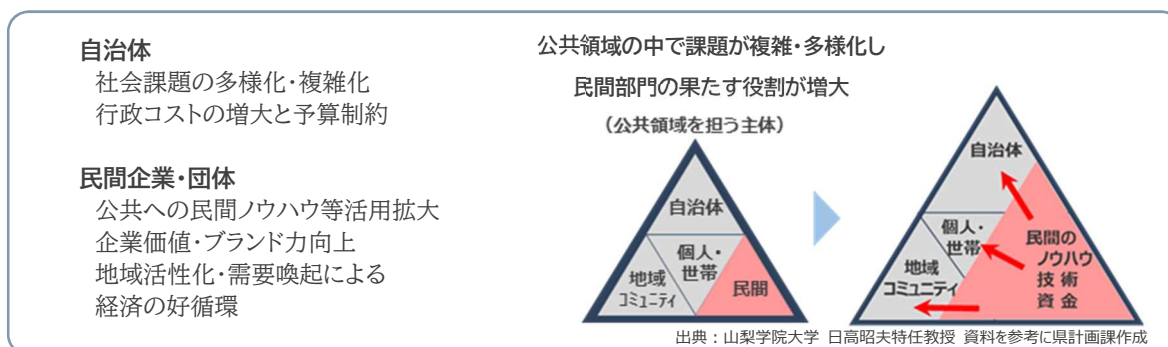 自治体
社会課題の多様化・複雑化
行政コストの増大と予算制約
民間企業・団体
公共への民間ノウハウ等活用拡大
企業価値・ブランド力向上
地域活性化・需要喚起による
経済の好循環
公共領域の中で課題が複雑・多様化し
民間部門の果たす役割が増大
(公共領域を担う主体)
自治体
個人・
世帯
地域
コミュニティ
民間
自治体
個人・
世帯
地域
コミュニティ
民間の
ノウハウ
技術
資金
出典：山梨学院大学 日高昭夫特任教授 資料を参考に県計画課作成